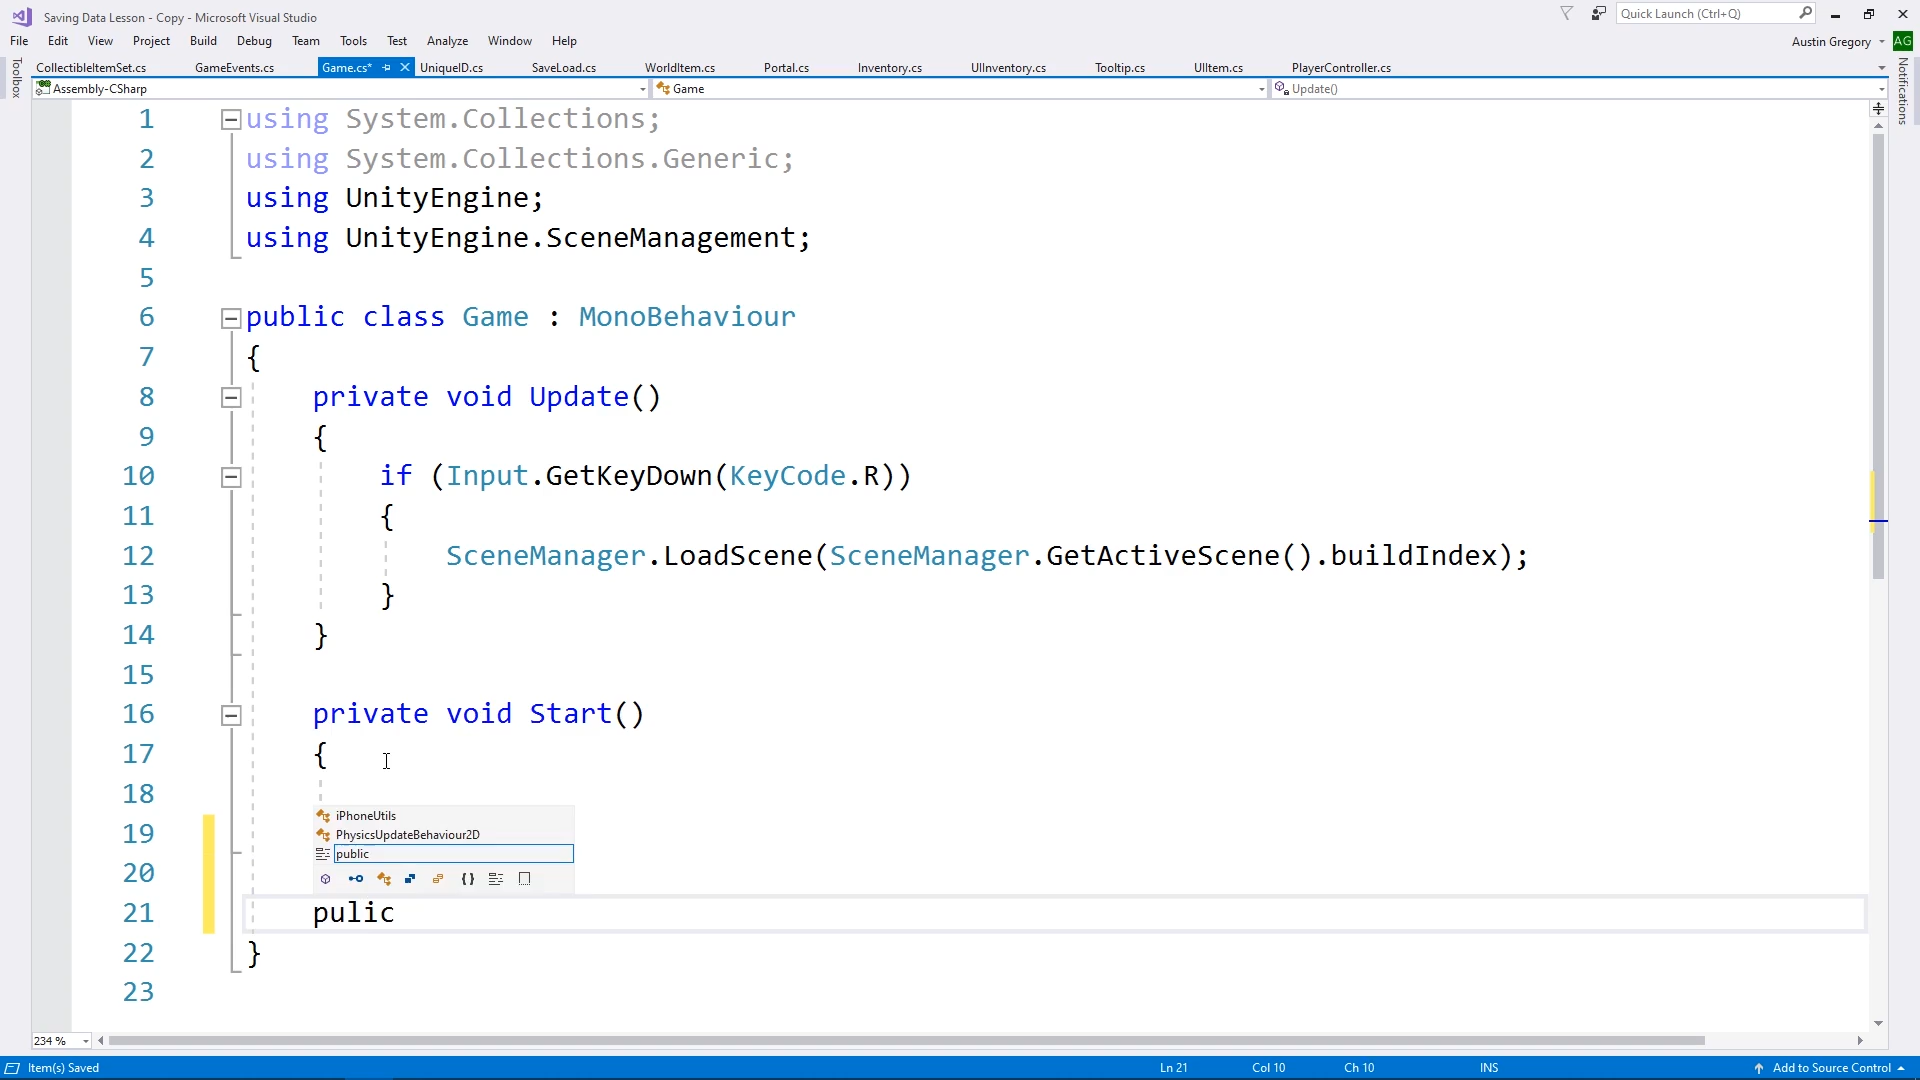 Saving Data Lesson - Copy - Microsoft Visual Studio
Quick Launch (Ctrl+Q)
File Edit View Project Build Debug Team Tools Test Analyze Window Help
Austin Gregory AG
Toolbox
CollectibleItemSet.cs GameEvents.cs Game.cs* UniqueID.cs SaveLoad.cs WorldItem.cs Portal.cs Inventory.cs UIInventory.cs Tooltip.cs UIItem.cs PlayerController.cs
Notifications
Assembly-CSharp Game Update()
1 using System.Collections;
2 using System.Collections.Generic;
3 using UnityEngine;
4 using UnityEngine.SceneManagement;
5
6 public class Game : MonoBehaviour
7 {
8 private void Update()
9 {
10 if (Input.GetKeyDown(KeyCode.R))
11 {
12 SceneManager.LoadScene(SceneManager.GetActiveScene().buildIndex);
13 }
14 }
15
16 private void Start()
17 {
18
iPhoneUtils
19
PhysicsUpdateBehaviour2D
public
20
21 pulic
22 }
23
234 %
Item(s) Saved Ln 21 Col 10 Ch 10 INS Add to Source Control